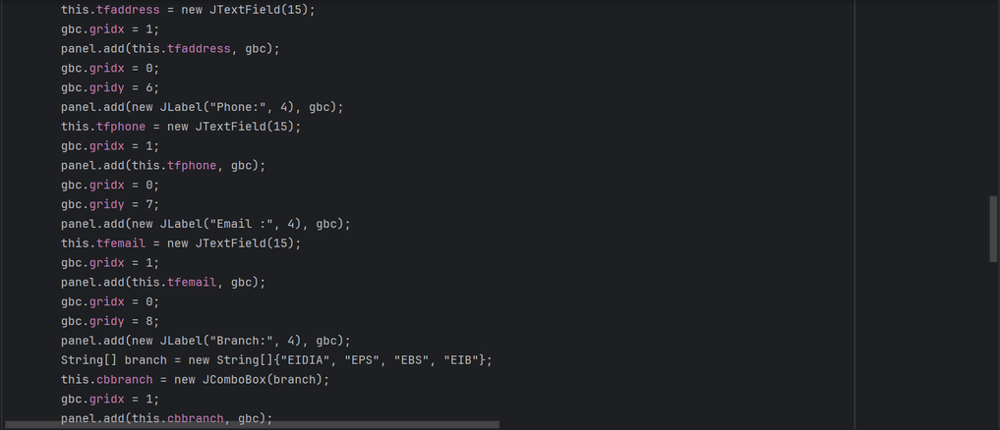 this.tfaddress = new JTextField(15);
gbc.gridx = 1;
panel.add(this.tfaddress, gbc);
gbc.gridx = 0;
gbc.gridy = 6;
panel.add(new JLabel("Phone:", 4), gbc);
this.tfphone = new JTextField(15);
gbc.gridx = 1;
panel.add(this.tfphone, gbc);
gbc.gridx = 0;
gbc.gridy = 7;
panel.add(new JLabel("Email :", 4), gbc);
this.tfemail = new JTextField(15);
gbc.gridx = 1;
panel.add(this.tfemail, gbc);
gbc.gridx = 0;
gbc.gridy = 8;
panel.add(new JLabel("Branch:", 4), gbc);
String[] branch = new String[]{"EIDIA", "EPS", "EBS", "EIB"};
this.cbbranch = new JComboBox(branch);
gbc.gridx = 1;
panel.add(this.cbbranch, gbc);